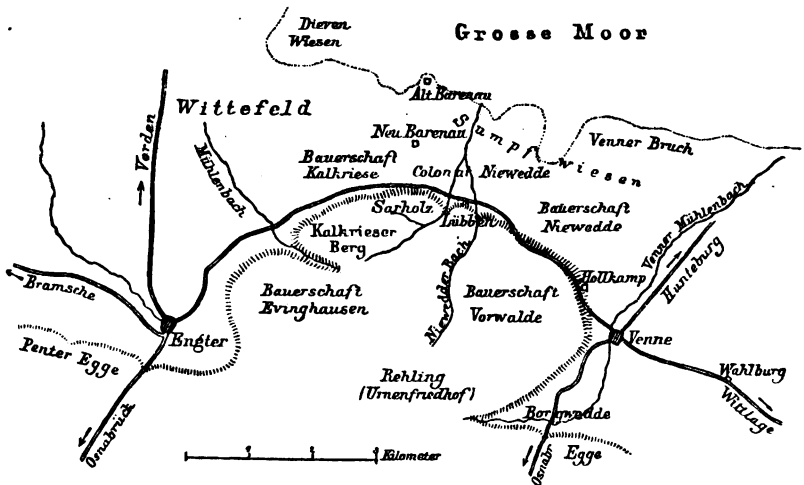 Dieven
Wiesen
Grosse Moor
Alt Barenau
Wittefeld
Verden
Mühlenbach
Neu Barenau
Sumpf Wiesen
Venner Bruch
Bauerschaft
Kalkriese
Colonat Niewedde
Sarholz
Lübben
Bauerschaft
Niewedde
Venner Mühlenbach
Kalkrieser
Berg
Hunteburg
Bramsche
Bauerschaft
Evinghausen
Niewedder Bach
Bauerschaft
Vorwalde
Hollkamp
Engter
Venne
Penter Egge
Rehling
(Urnenfriedhof)
Wahlburg
Wittlage
Borgwedde
Osnabrück
Kilometer
Osnabr
Egge